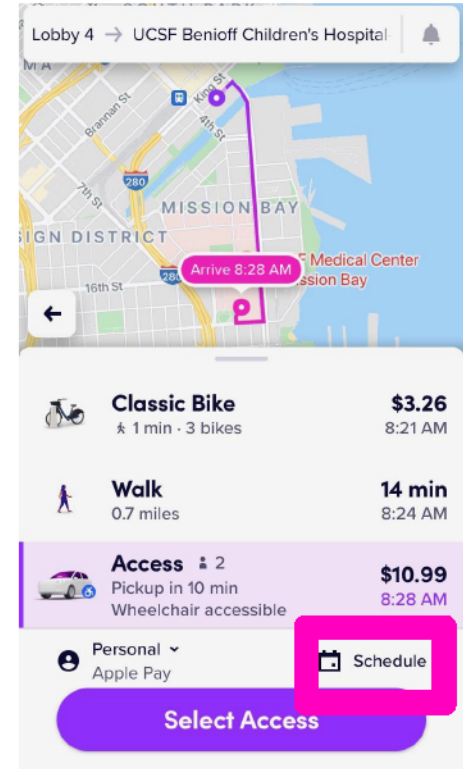 Lobby 4 → UCSF Benioff Children's Hospital
M A
King St
4th St
Brannan St
7th St
280
MISSION BAY
IGN DISTRICT
Arrive 8:28 AM
Medical Center
ssion Bay
280
16th St
Classic Bike
$3.26
1 min · 3 bikes
8:21 AM
Walk
14 min
0.7 miles
8:24 AM
Access 2
$10.99
Pickup in 10 min
8:28 AM
Wheelchair accessible
Personal
Apple Pay
Schedule
Select Access